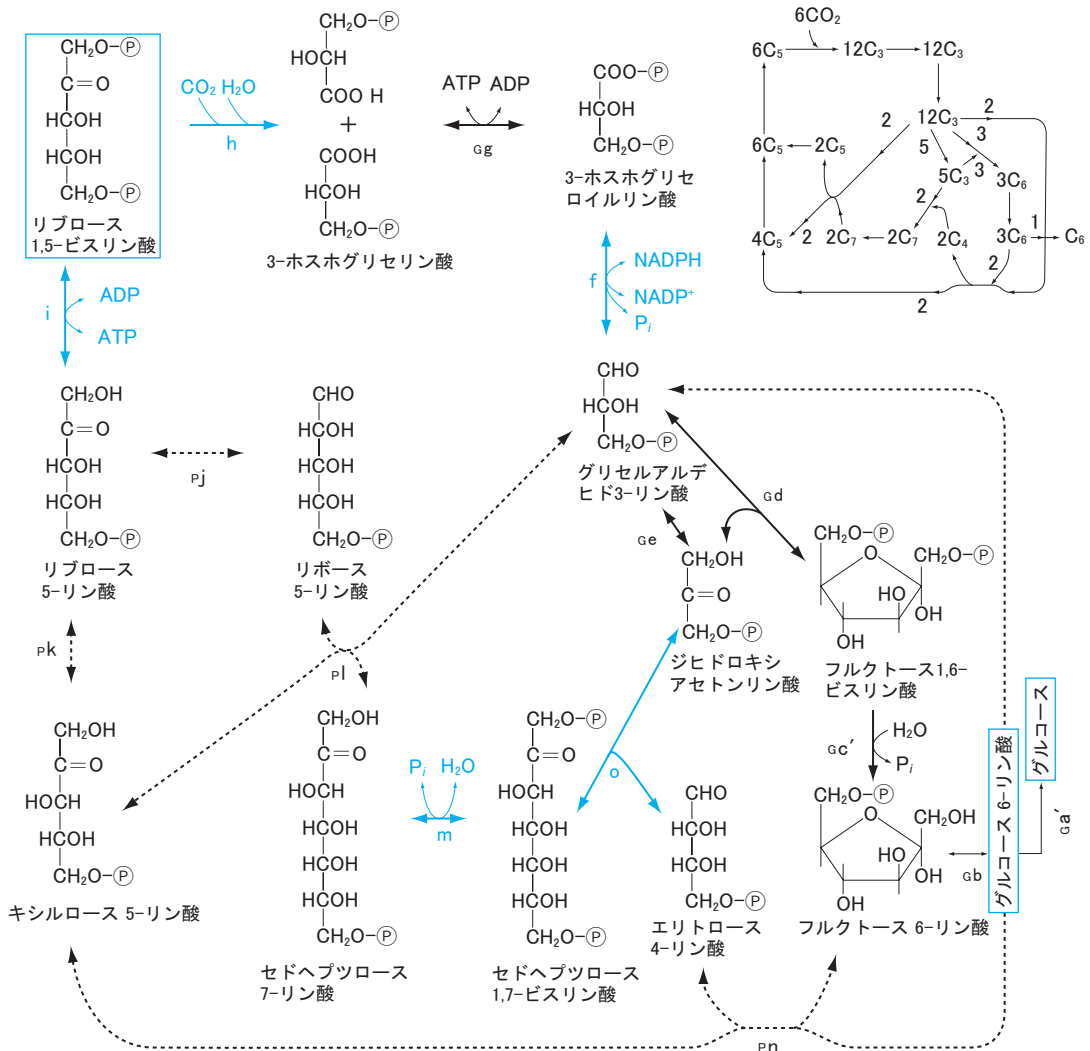 CH₂O–Ⓟ
C=O
HCOH
HCOH
CH₂O–Ⓟ
リブロース
1,5-ビスリン酸
CO₂ H₂O
h
CH₂O–Ⓟ
HOCH
COO H
+
COOH
HCOH
CH₂O–Ⓟ
3-ホスホグリセリン酸
ATP ADP
Gg
COO–Ⓟ
HCOH
CH₂O–Ⓟ
3-ホスホグリセ
ロイルリン酸
6CO₂
6C₅ 12C₃ 12C₃
12C₃ 2
2
5
3
3
6C₅ 2C₅
5C₃
3C₆
2
4C₅ 2 2C₇ 2C₇ 2C₄ 3C₆ 1 C₆
2
2
i
ADP
ATP
f
NADPH
NADP⁺
Pi
CH₂OH
C=O
HCOH
HCOH
CH₂O–Ⓟ
リブロース
5-リン酸
Pj
CHO
HCOH
HCOH
HCOH
CH₂O–Ⓟ
リボース
5-リン酸
CHO
HCOH
CH₂O–Ⓟ
グリセルアルデ
ヒド3-リン酸
Gd
Ge
CH₂OH
C=O
CH₂O–Ⓟ
ジヒドロキシ
アセトンリン酸
CH₂O–Ⓟ
O
CH₂O–Ⓟ
HO
OH
OH
フルクトース1,6-
ビスリン酸
Pk
Pl
Gc′
H₂O
Pi
グルコース 6-リン酸
グルコース
Ga′
CH₂OH
C=O
HOCH
HCOH
CH₂O–Ⓟ
キシルロース 5-リン酸
CH₂OH
C=O
HOCH
HCOH
HCOH
HCOH
CH₂O–Ⓟ
セドヘプツロース
7-リン酸
Pi H₂O
m
CH₂O–Ⓟ
C=O
HOCH
HCOH
HCOH
HCOH
CH₂O–Ⓟ
セドヘプツロース
1,7-ビスリン酸
o
CHO
HCOH
HCOH
CH₂O–Ⓟ
エリトロース
4-リン酸
CH₂O–Ⓟ
O
CH₂OH
HO
OH
OH
フルクトース 6-リン酸
Gb
Pn